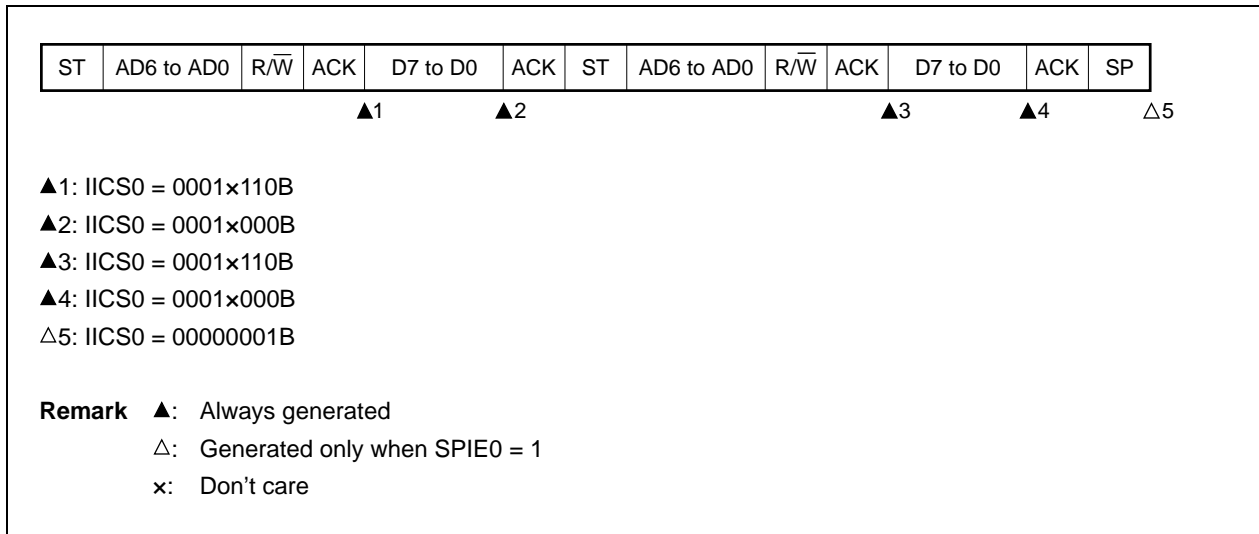 ST AD6 to AD0 R/W̅ ACK D7 to D0 ACK ST AD6 to AD0 R/W̅ ACK D7 to D0 ACK SP
▲1 ▲2 ▲3 ▲4 △5
▲1: IICS0 = 0001×110B
▲2: IICS0 = 0001×000B
▲3: IICS0 = 0001×110B
▲4: IICS0 = 0001×000B
△5: IICS0 = 00000001B
Remark ▲: Always generated
△: Generated only when SPIE0 = 1
×: Don't care